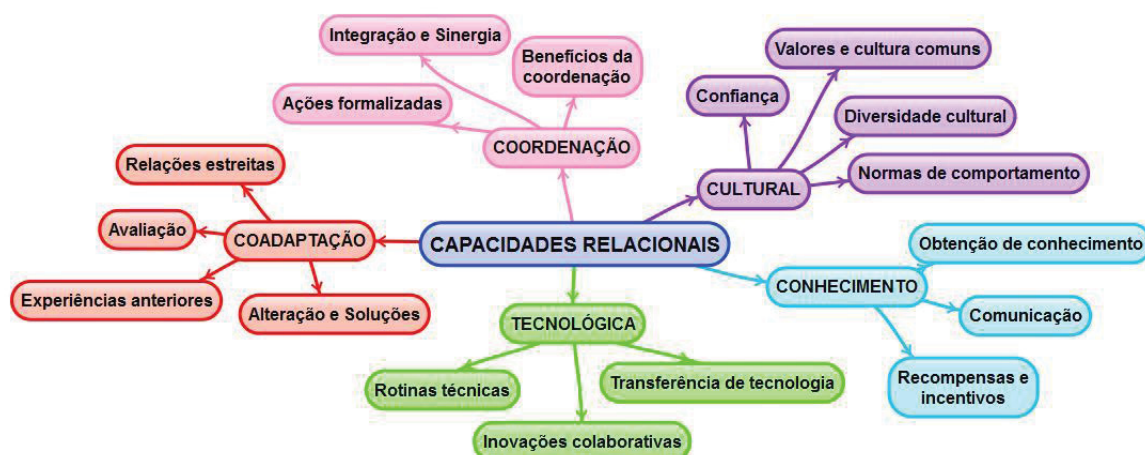 Integração e Sinergia
Benefícios da
coordenação
Ações formalizadas
COORDENAÇÃO
Valores e cultura comuns
Confiança
Diversidade cultural
Normas de comportamento
CULTURAL
Relações estreitas
Avaliação
COADAPTAÇÃO
Experiências anteriores
Alteração e Soluções
CAPACIDADES RELACIONAIS
Obtenção de conhecimento
CONHECIMENTO
Comunicação
Recompensas e
incentivos
TECNOLÓGICA
Rotinas técnicas
Transferência de tecnologia
Inovações colaborativas